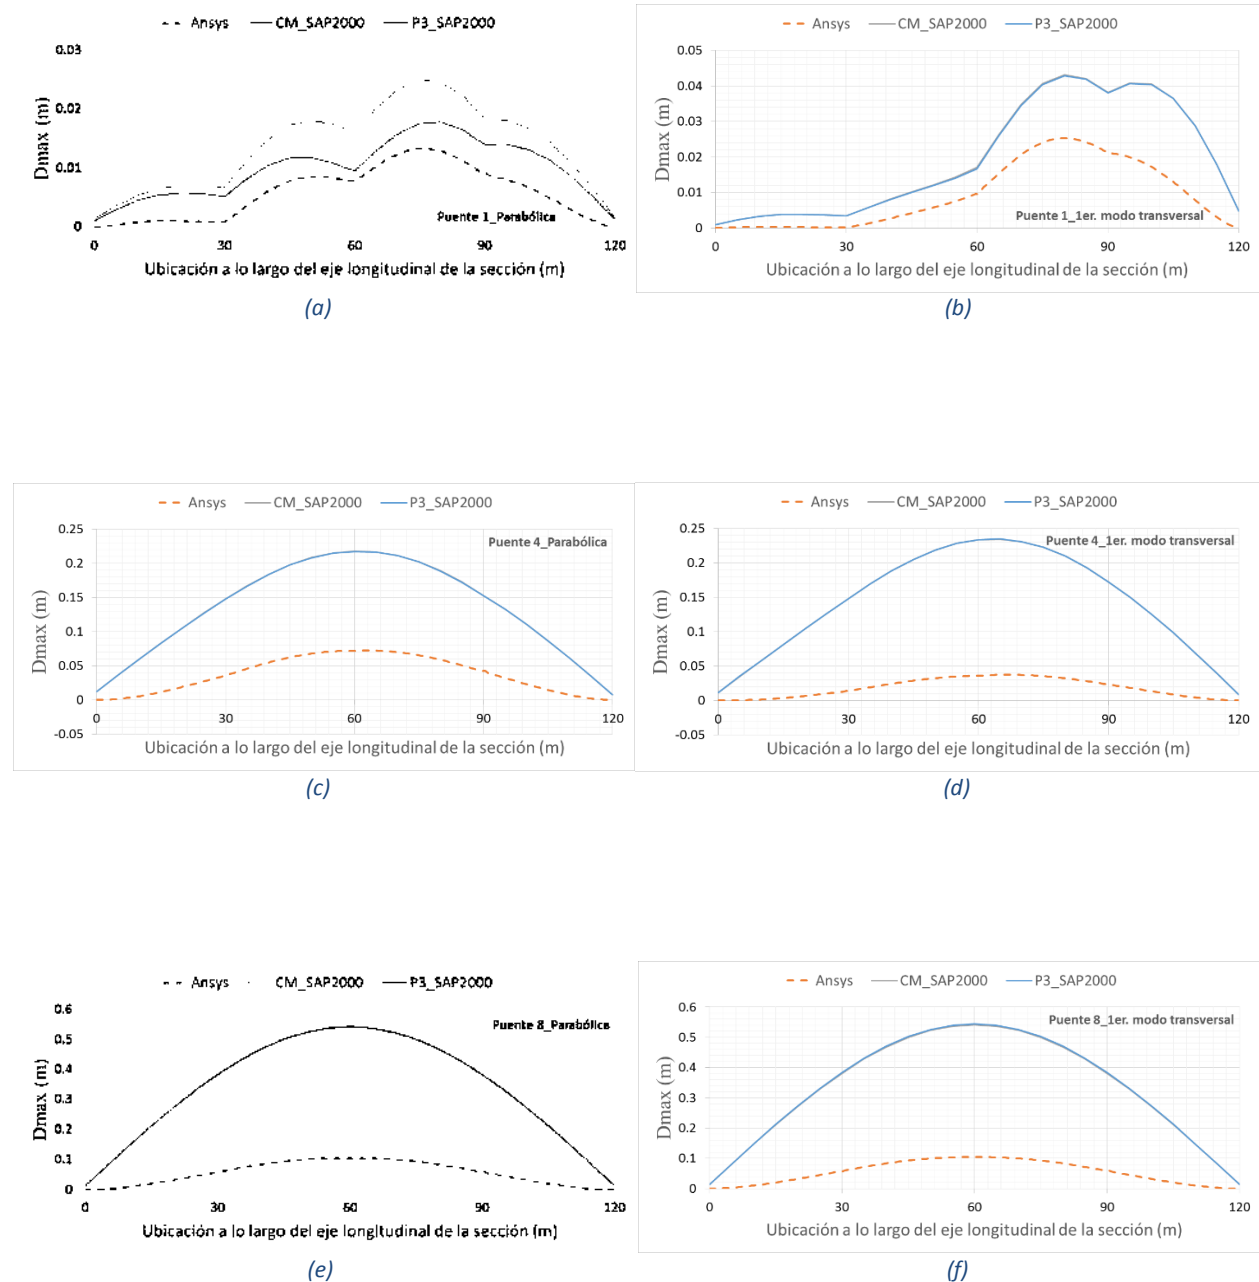 Ansys CM_SAP2000 P3_SAP2000
0.03
0.02
0.01
0
Dmax (m)
Puente 1_Parabólica
0 30 60 90 120
Ubicación a lo largo del eje longitudinal de la sección (m)
(a)
Ansys CM_SAP2000 P3_SAP2000
0.05
0.04
0.03
0.02
0.01
0
Dmax (m)
Puente 1_1er. modo transversal
0 30 60 90 120
Ubicación a lo largo del eje longitudinal de la sección (m)
(b)
Ansys CM_SAP2000 P3_SAP2000
0.25
0.2
0.15
0.1
0.05
0
-0.05
Dmax (m)
Puente 4_Parabólica
0 30 60 90 120
Ubicación a lo largo del eje longitudinal de la sección (m)
(c)
Ansys CM_SAP2000 P3_SAP2000
0.25
0.2
0.15
0.1
0.05
0
-0.05
Dmax (m)
Puente 4_1er. modo transversal
0 30 60 90 120
Ubicación a lo largo del eje longitudinal de la sección (m)
(d)
Ansys CM_SAP2000 P3_SAP2000
0.6
0.5
0.4
0.3
0.2
0.1
0
Dmax (m)
Puente 8_Parabólica
0 30 60 90 120
Ubicación a lo largo del eje longitudinal de la sección (m)
(e)
Ansys CM_SAP2000 P3_SAP2000
0.6
0.5
0.4
0.3
0.2
0.1
0
Dmax (m)
Puente 8_1er. modo transversal
0 30 60 90 120
Ubicación a lo largo del eje longitudinal de la sección (m)
(f)